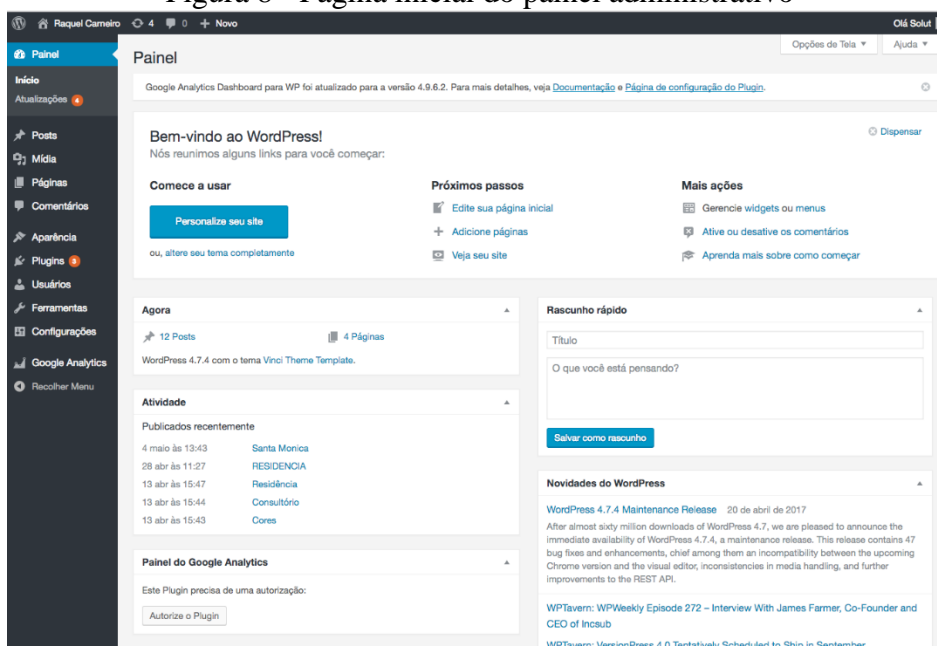 Figura 8 - Página inicial do painel administrativo
Raquel Carneiro 4 0 + Novo
Olá Solut
Painel
Início
Atualizações 4
Posts
Mídia
Páginas
Comentários
Aparência
Plugins 3
Usuários
Ferramentas
Configurações
Google Analytics
Recolher Menu
Opções de Tela ▼
Ajuda ▼
Painel
Google Analytics Dashboard para WP foi atualizado para a versão 4.9.6.2. Para mais detalhes, veja Documentação e Página de configuração do Plugin.
Bem-vindo ao WordPress!
Dispensar
Nós reunimos alguns links para você começar:
Comece a usar
Personalize seu site
ou, altere seu tema completamente
Próximos passos
Edite sua página inicial
Adicione páginas
Veja seu site
Mais ações
Gerencie widgets ou menus
Ative ou desative os comentários
Aprenda mais sobre como começar
Agora
12 Posts
4 Páginas
WordPress 4.7.4 com o tema Vinci Theme Template.
Atividade
Publicados recentemente
4 maio às 13:43 Santa Monica
28 abr às 11:27 RESIDENCIA
13 abr às 15:47 Residência
13 abr às 15:44 Consultório
13 abr às 15:43 Cores
Painel do Google Analytics
Este Plugin precisa de uma autorização:
Autorize o Plugin
Rascunho rápido
Título
O que você está pensando?
Salvar como rascunho
Novidades do WordPress
WordPress 4.7.4 Maintenance Release 20 de abril de 2017
After almost sixty million downloads of WordPress 4.7, we are pleased to announce the
immediate availability of WordPress 4.7.4, a maintenance release. This release contains 47
bug fixes and enhancements, chief among them an incompatibility between the upcoming
Chrome version and the visual editor, inconsistencies in media handling, and further
improvements to the REST API.
WPTavern: WPWeekly Episode 272 – Interview With James Farmer, Co-Founder and
CEO of Incsub
WPTavern: VersionPress 4.0 Tentatively Scheduled to Ship in September